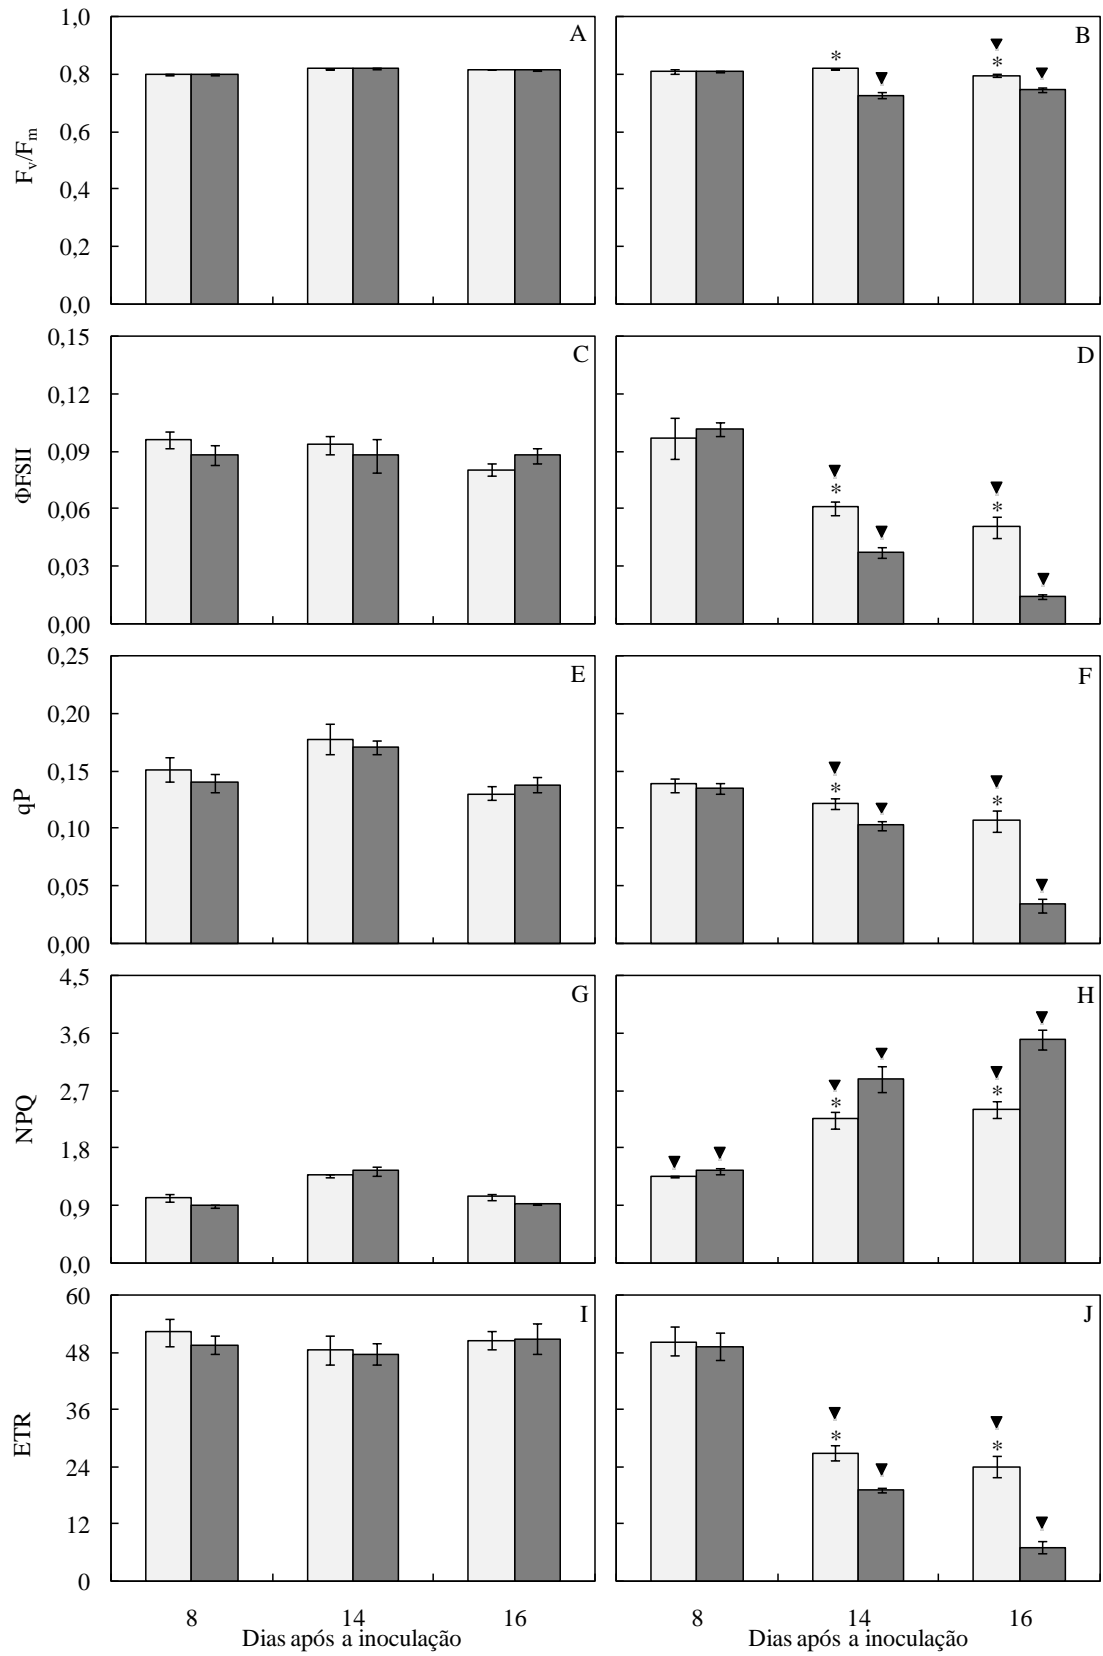 A
B
1,0
0,8
0,6
0,4
0,2
0,0
Fv/Fm
* *
C
D
0,15
0,12
0,09
0,06
0,03
0,00
ΦFSII
* *
E
F
0,25
0,20
0,15
0,10
0,05
0,00
qP
* *
G
H
4,5
3,6
2,7
1,8
0,9
0,0
NPQ
* *
I
J
60
48
36
24
12
0
ETR
* *
8 14 16 8 14 16
Dias após a inoculação Dias após a inoculação